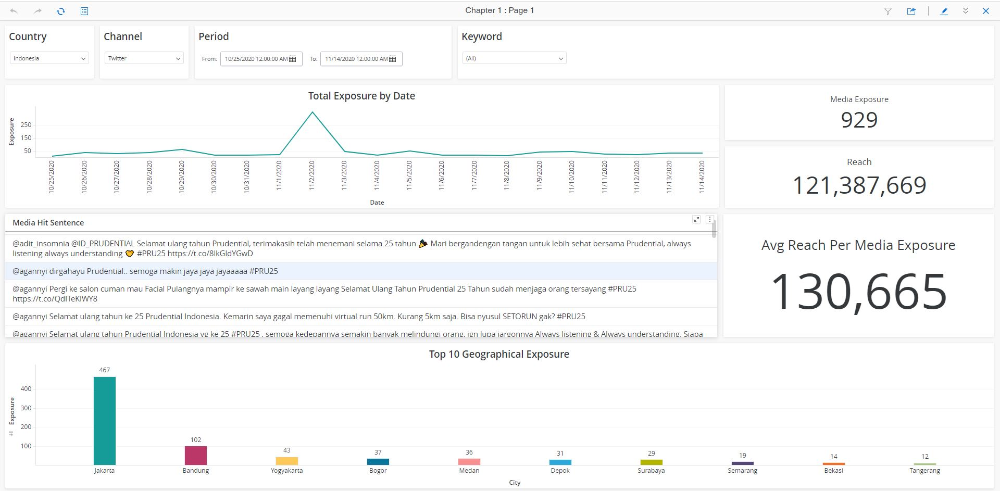 Chapter 1 : Page 1
Country
Channel
Period
Keyword
Indonesia
Twitter
From: 10/25/2020 12:00:00 AM
To: 11/14/2020 12:00:00 AM
(All)
Total Exposure by Date
Exposure
250
150
50
10/25/2020
10/26/2020
10/27/2020
10/28/2020
10/29/2020
10/30/2020
10/31/2020
11/1/2020
11/2/2020
11/3/2020
11/4/2020
11/5/2020
11/6/2020
11/7/2020
11/8/2020
11/9/2020
11/10/2020
11/11/2020
11/12/2020
11/13/2020
11/14/2020
Date
Media Exposure
929
Reach
121,387,669
Media Hit Sentence
@adit_insomnia @ID_PRUDENTIAL Selamat ulang tahun Prudential, terimakasih telah menemani selama 25 tahun 🎉 Mari bergandengan tangan untuk lebih sehat bersama Prudential, always
listening always understanding #PRU25 https://t.co/8lkGldYGwD
@agannyi dirgahayu Prudential.. semoga makin jaya jaya jayaaaaa #PRU25
@agannyi Pergi ke salon cuman mau Facial Pulangnya mampir ke sawah main layang layang Selamat Ulang Tahun Prudential 25 Tahun sudah menjaga orang tersayang #PRU25
https://t.co/QdITeKlWY8
@agannyi Selamat ulang tahun ke 25 Prudential Indonesia. Kemarin saya gagal memenuhi virtual run 50km. Kurang 5km saja. Bisa nyusul SETORUN gak? #PRU25
@agannyi Selamat ulang tahun Prudential Indonesia yg ke 25 #PRU25 , semoga kedepannya semakin banyak melindungi orang, jgn lupa jargonnya Always listening & Always understanding. Siapa
Avg Reach Per Media Exposure
130,665
Top 10 Geographical Exposure
Exposure
400
300
200
100
467
102
43
37
36
31
29
19
14
12
Jakarta
Bandung
Yogyakarta
Bogor
Medan
Depok
Surabaya
Semarang
Bekasi
Tangerang
City